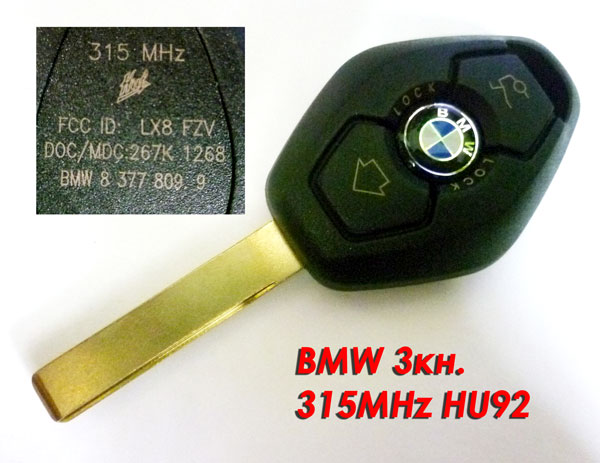 315 MHz
FCC ID: LX8 FZV
DOC/MDC:267K 1268
BMW 8 377 809 9
LOCK
BMW
LOCK
BMW 3кн.
315MHz HU92